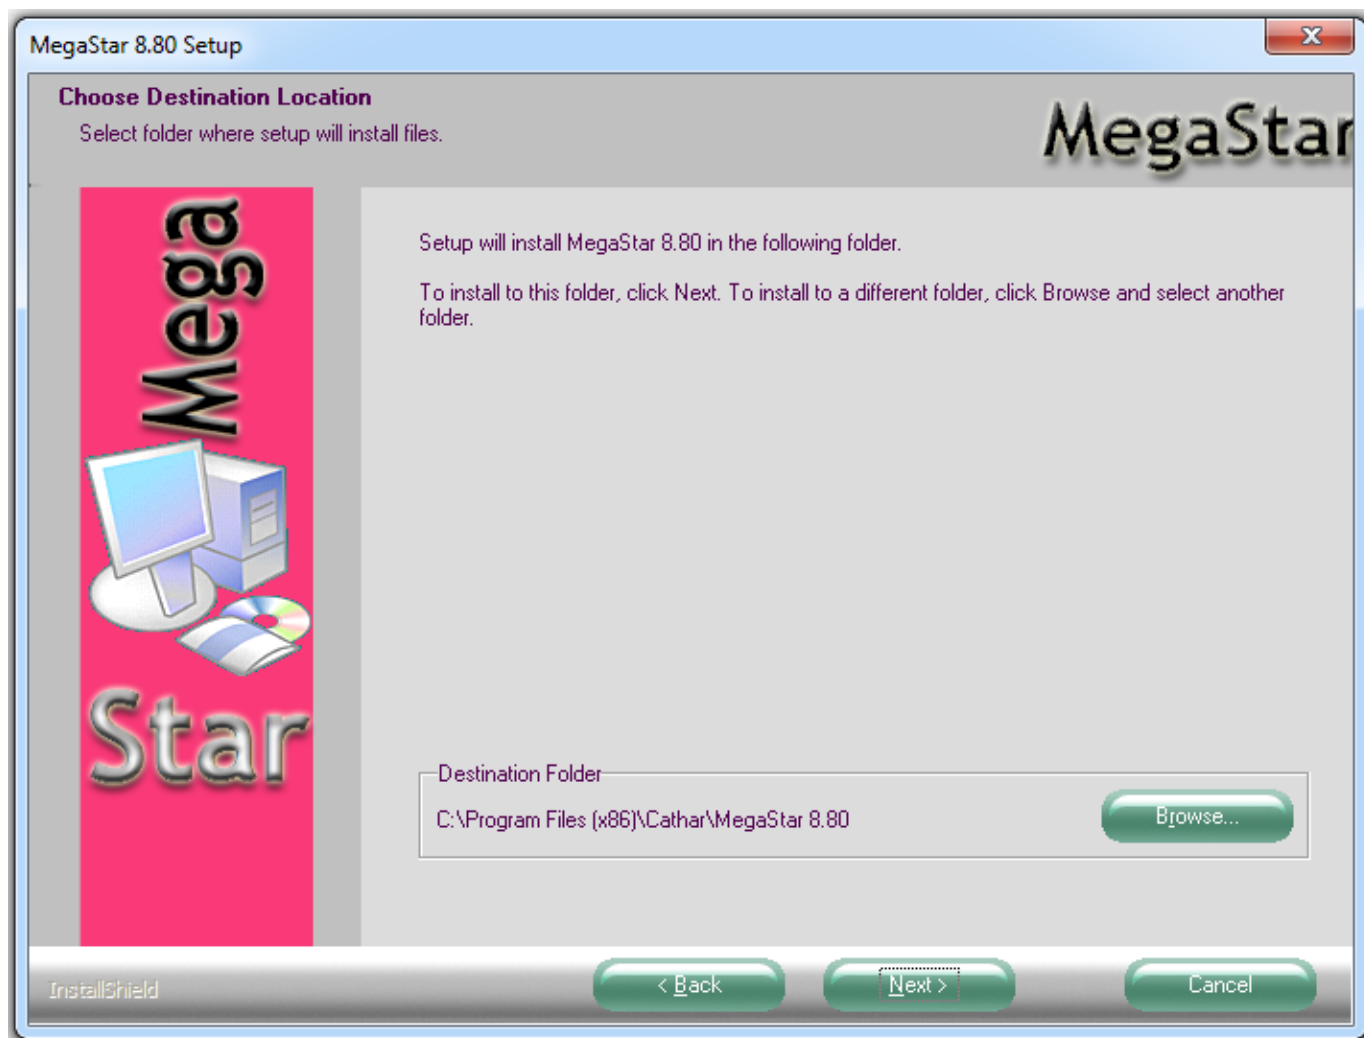 MegaStar 8.80 Setup
Choose Destination Location
Select folder where setup will install files.
MegaStar
Mega
Star
Setup will install MegaStar 8.80 in the following folder.
To install to this folder, click Next. To install to a different folder, click Browse and select another
folder.
Destination Folder
C:\Program Files (x86)\Cathar\MegaStar 8.80
Browse...
InstallShield
< Back
Next >
Cancel